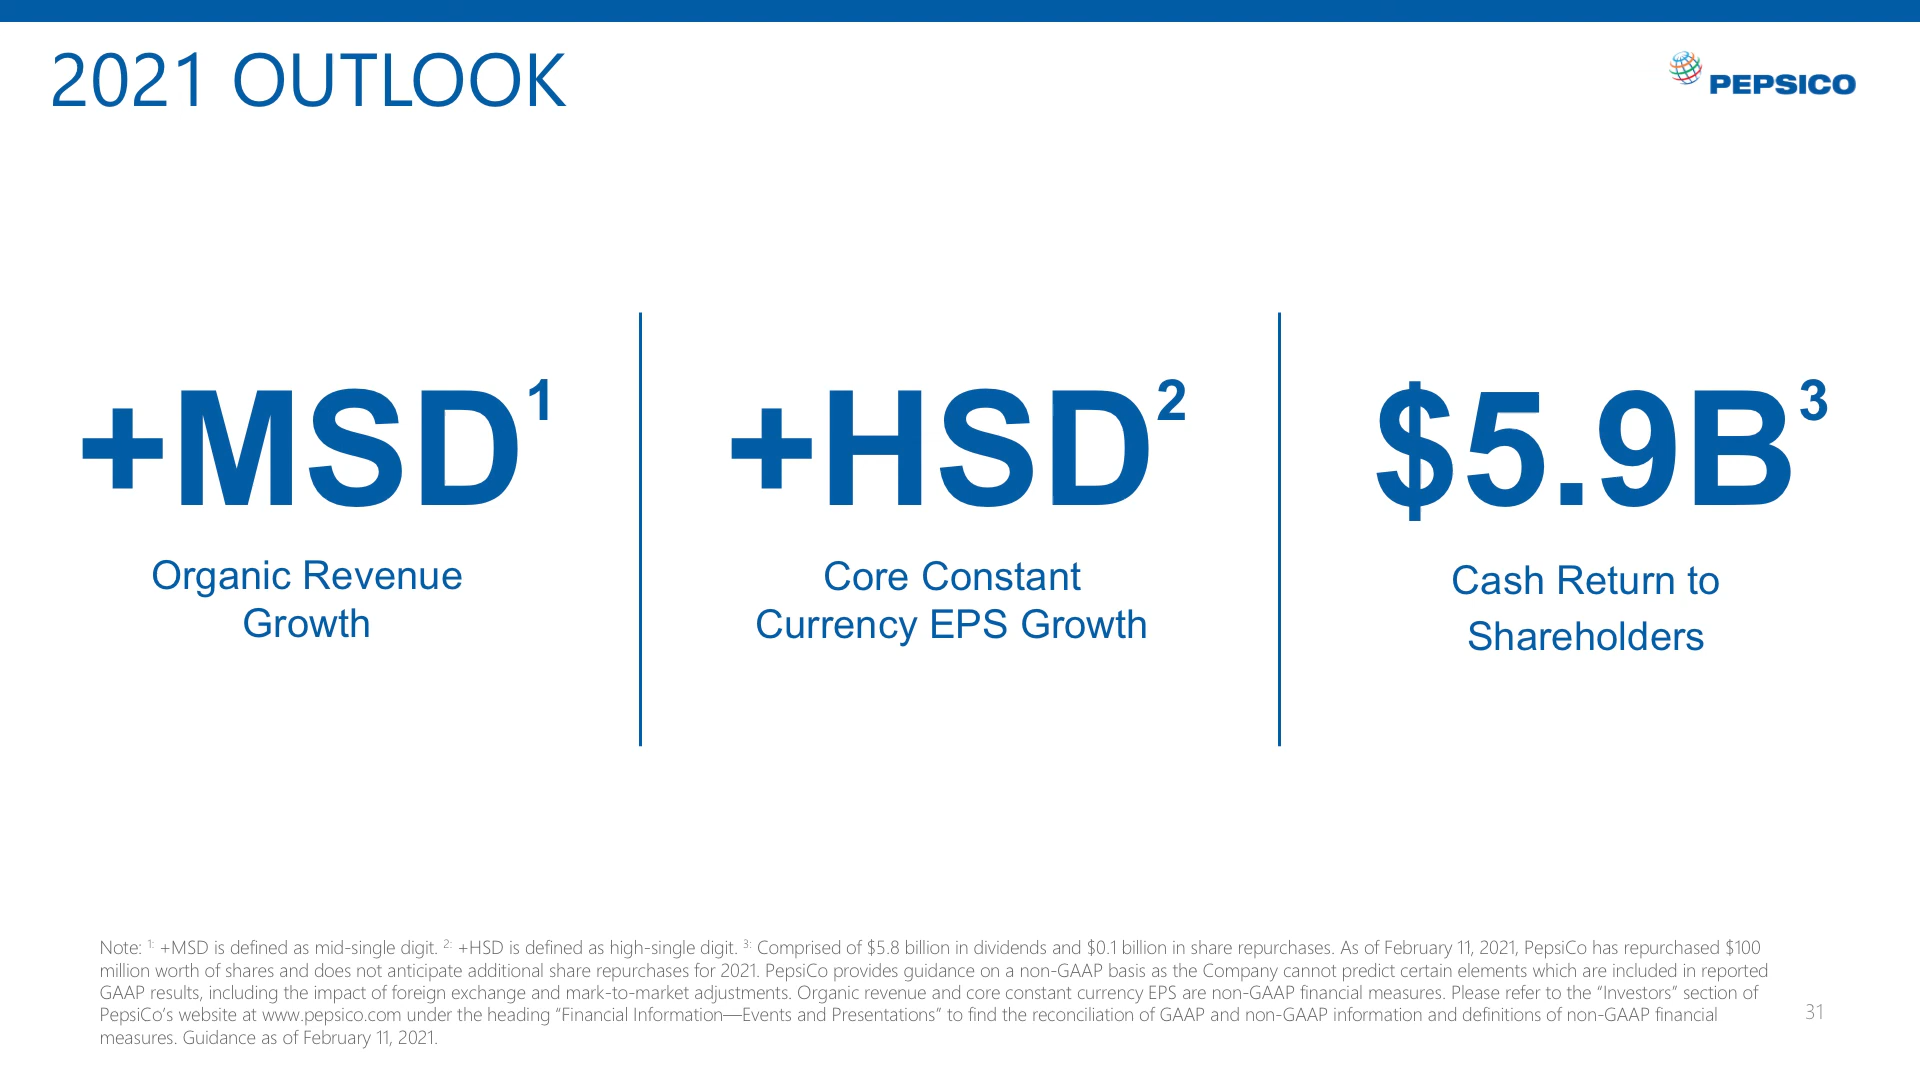 2021 OUTLOOK
PEPSICO
+MSD¹
Organic Revenue
Growth
+HSD²
Core Constant
Currency EPS Growth
$5.9B³
Cash Return to
Shareholders
Note: ¹: +MSD is defined as mid-single digit. ²: +HSD is defined as high-single digit. ³: Comprised of $5.8 billion in dividends and $0.1 billion in share repurchases. As of February 11, 2021, PepsiCo has repurchased $100
million worth of shares and does not anticipate additional share repurchases for 2021. PepsiCo provides guidance on a non-GAAP basis as the Company cannot predict certain elements which are included in reported
GAAP results, including the impact of foreign exchange and mark-to-market adjustments. Organic revenue and core constant currency EPS are non-GAAP financial measures. Please refer to the “Investors” section of
PepsiCo’s website at www.pepsico.com under the heading “Financial Information—Events and Presentations” to find the reconciliation of GAAP and non-GAAP information and definitions of non-GAAP financial
measures. Guidance as of February 11, 2021.
31